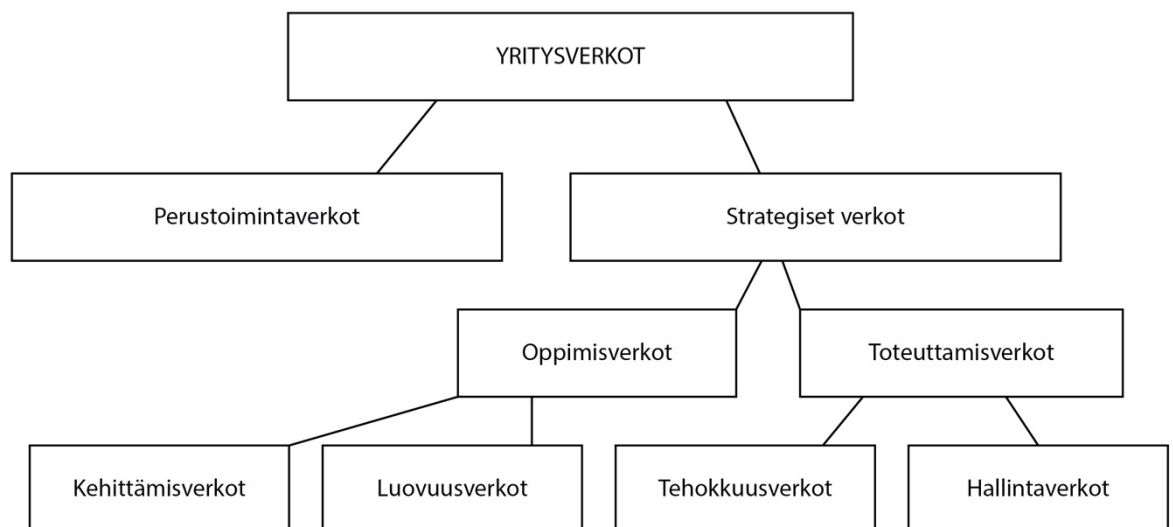 YRITYSVERKOT
Perustoimintaverkot
Strategiset verkot
Oppimisverkot
Toteuttamisverkot
Kehittämisverkot
Luovuusverkot
Tehokkuusverkot
Hallintaverkot